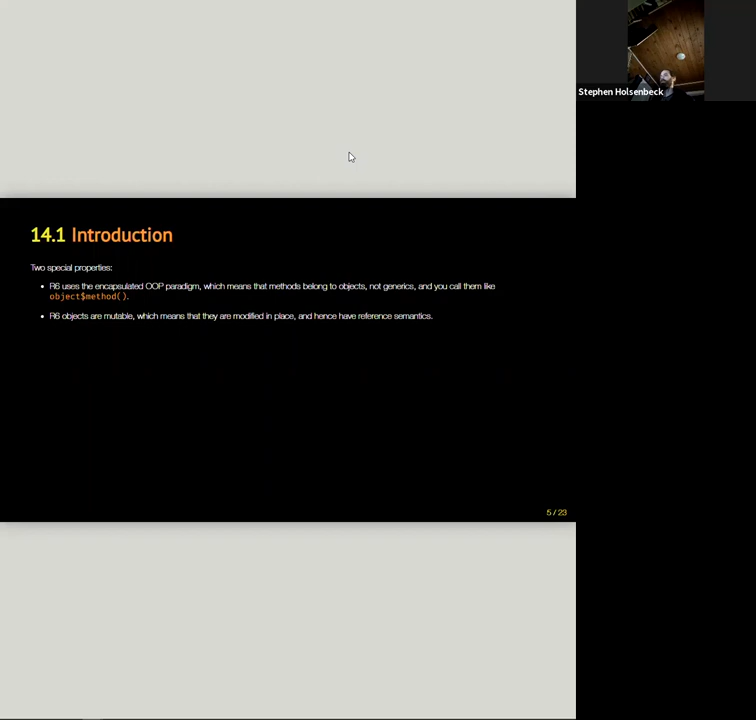 Stephen Holsenbeck
14.1 Introduction
Two special properties:
• R6 uses the encapsulated OOP paradigm, which means that methods belong to objects, not generics, and you call them like
object$method().
• R6 objects are mutable, which means that they are modified in place, and hence have reference semantics.
5 / 23